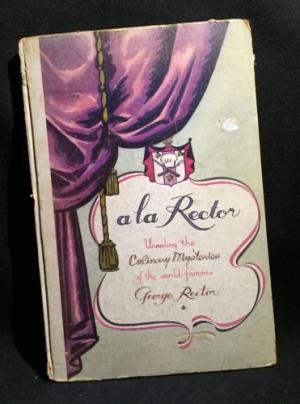 a la Rector
Unveiling the
Culinary Mysteries
of the world famous
George Rector